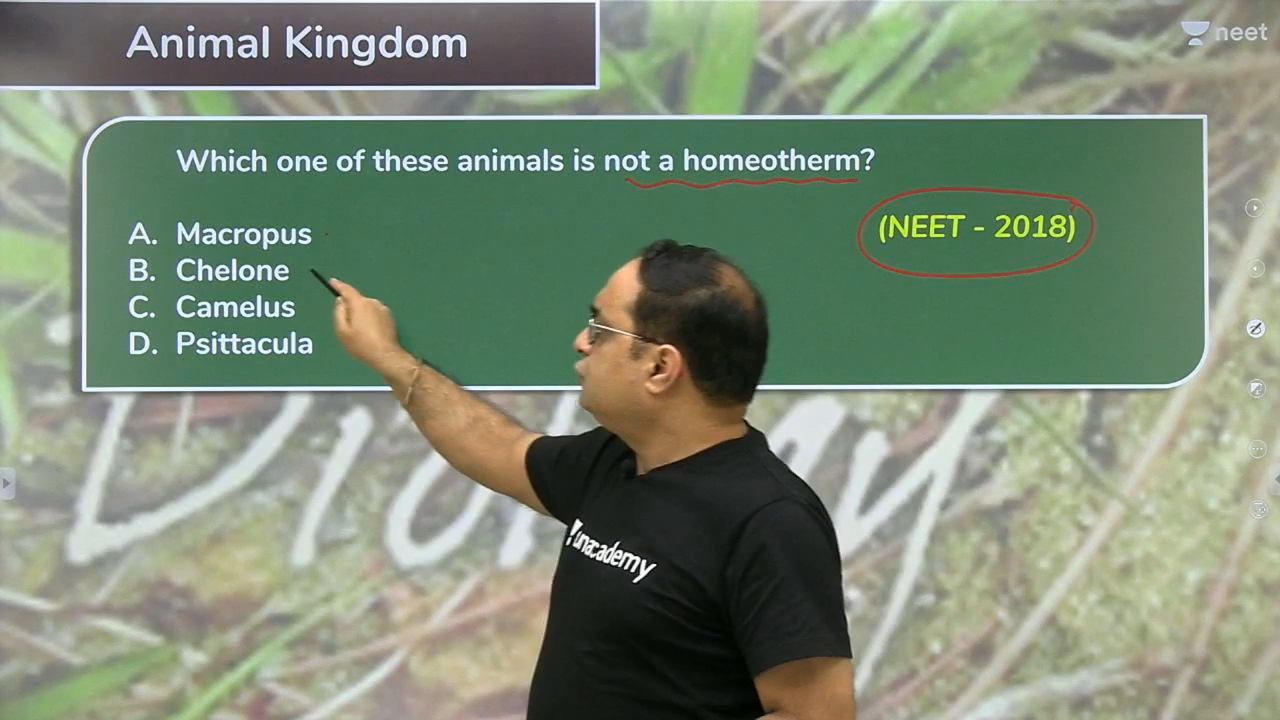 Animal Kingdom
neet
Which one of these animals is not a homeotherm?
(NEET - 2018)
A. Macropus
B. Chelone
C. Camelus
D. Psittacula
unacademy